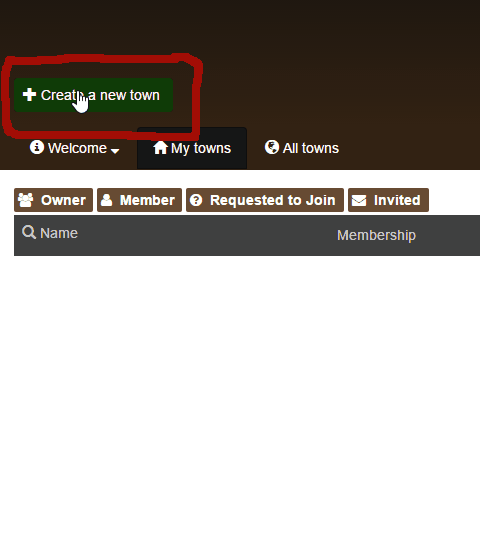 Create a new town
Welcome My towns All towns
Owner Member Requested to Join Invited
Name Membership